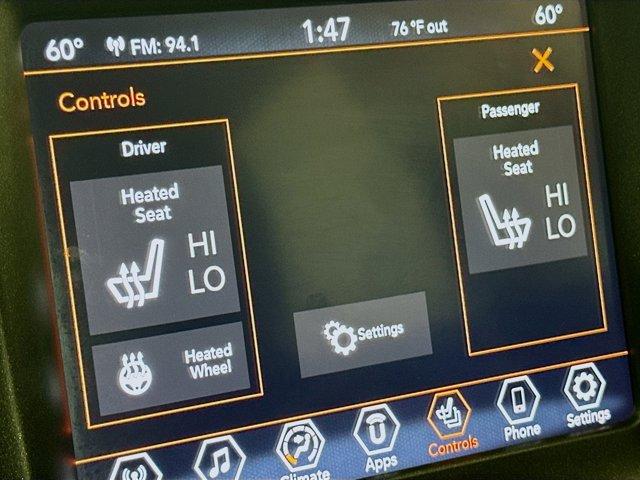 60° FM: 94.1 1:47 76 °F out 60°
Controls
Driver
Heated
Seat
HI
LO
Heated
Wheel
Settings
Passenger
Heated
Seat
HI
LO
Climate
Apps
Controls
Phone
Settings